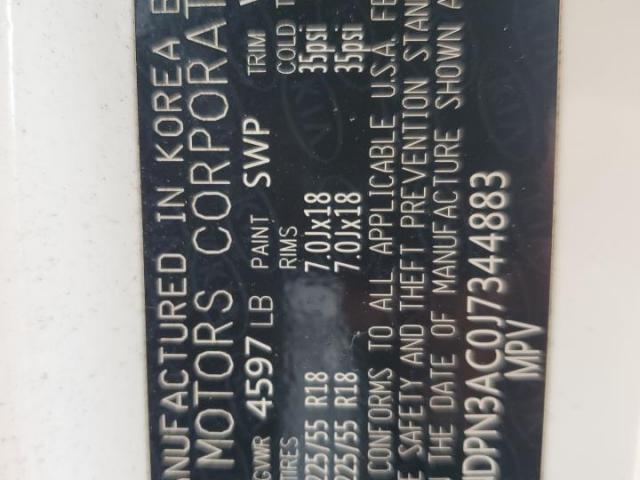 ANUFACTURED IN KOREA B
MOTORS CORPORAT
GVWR 4597 LB PAINT SWP TRIM
TIRES RIMS COLD T
225/55 R18 7.0Jx18 35psi
225/55 R18 7.0Jx18 35psi
CONFORMS TO ALL APPLICABLE U.S.A. FE
E SAFETY AND THEFT PREVENTION STAN
N THE DATE OF MANUFACTURE SHOWN A
NDPN3AC0J7344883
MPV